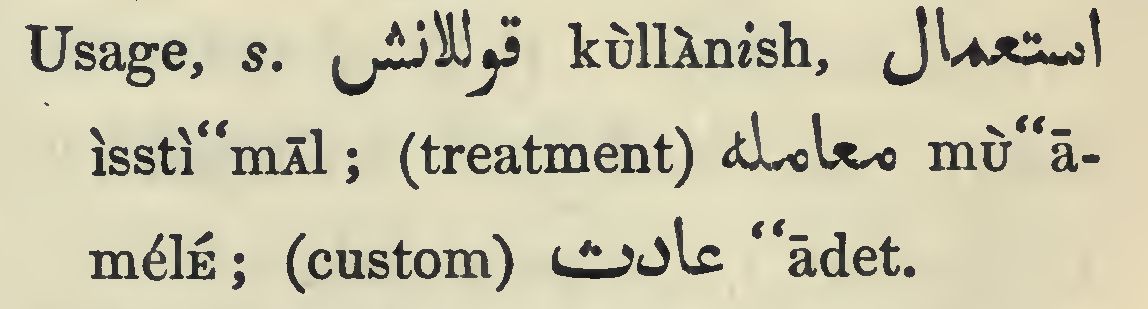 Usage, s. قوللانش kùllànish, استعمال
ìsstì“māl ; (treatment) معامله mù“ā-
mélÉ ; (custom) عادت “ādet.